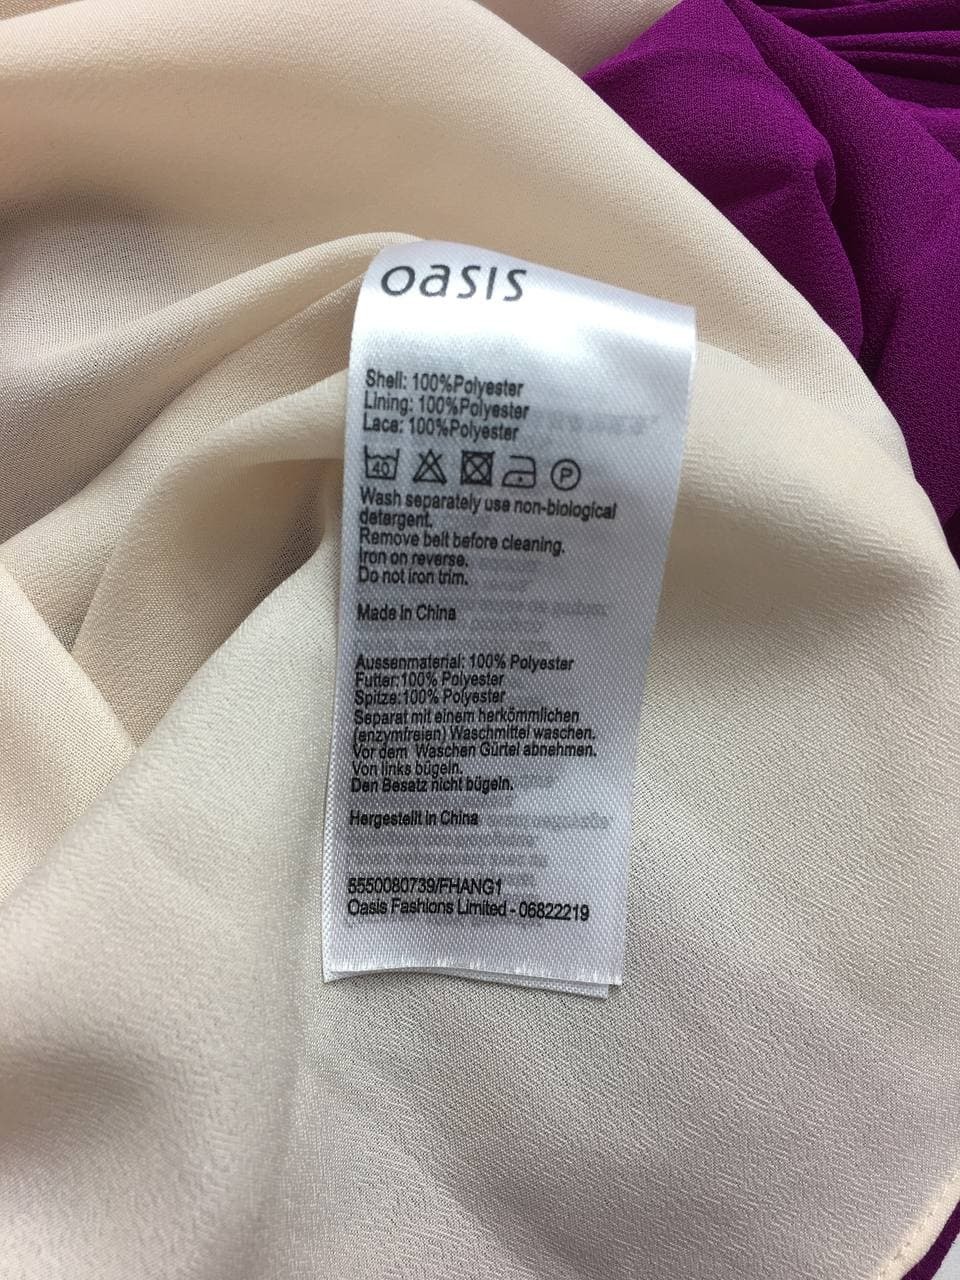 oasis
Shell: 100%Polyester
Lining: 100%Polyester
Lace: 100%Polyester
40 P
Wash separately use non-biological
detergent.
Remove belt before cleaning.
Iron on reverse.
Do not iron trim.
Made in China
Aussenmaterial: 100% Polyester
Futter:100% Polyester
Spitze:100% Polyester
Separat mit einem herkömmlichen
(enzymfreien) Waschmittel waschen.
Vor dem Waschen Gürtel abnehmen.
Von links bügeln.
Den Besatz nicht bügeln.
Hergestellt in China
5550080739/FHANG1
Oasis Fashions Limited - 06822219